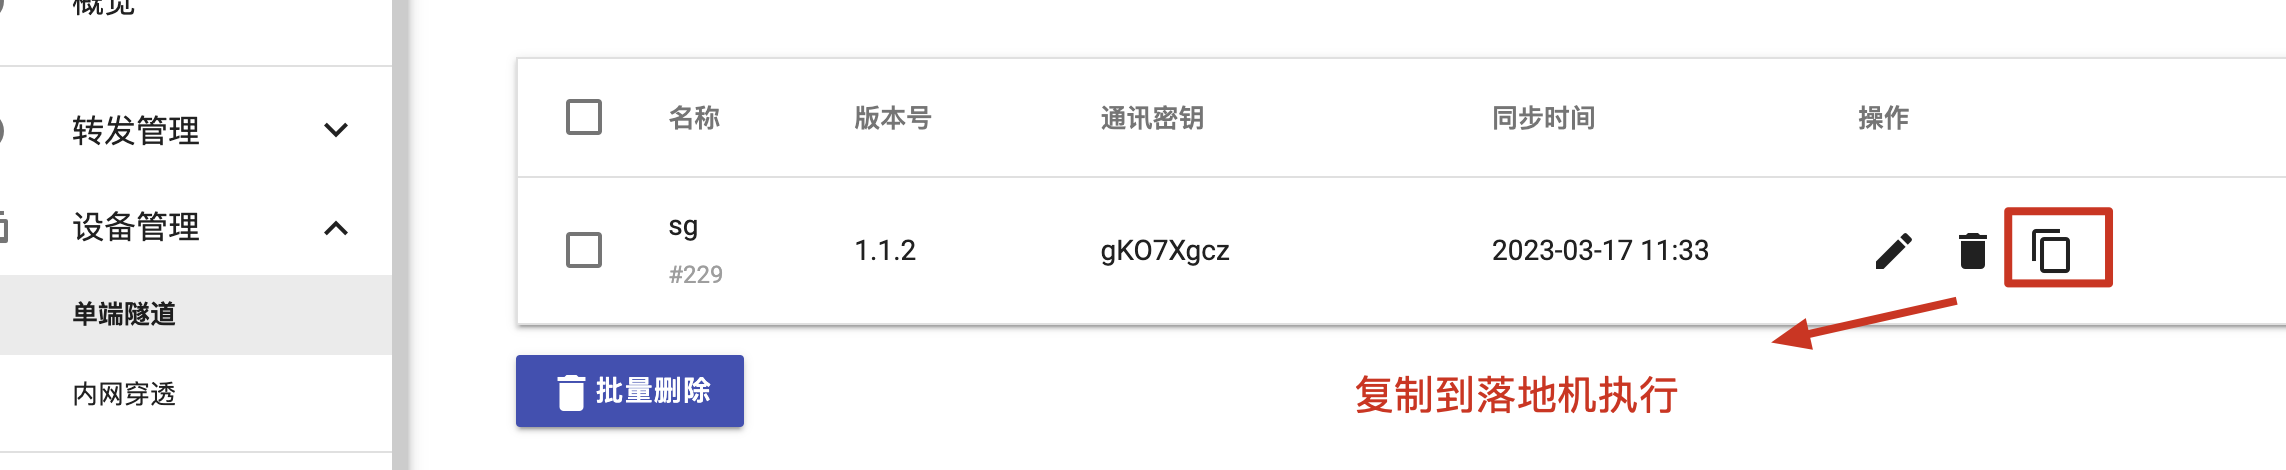 概览
转发管理
设备管理
单端隧道
内网穿透
名称 版本号 通讯密钥 同步时间 操作
sg
#229
1.1.2 gKO7Xgcz 2023-03-17 11:33
批量删除
复制到落地机执行